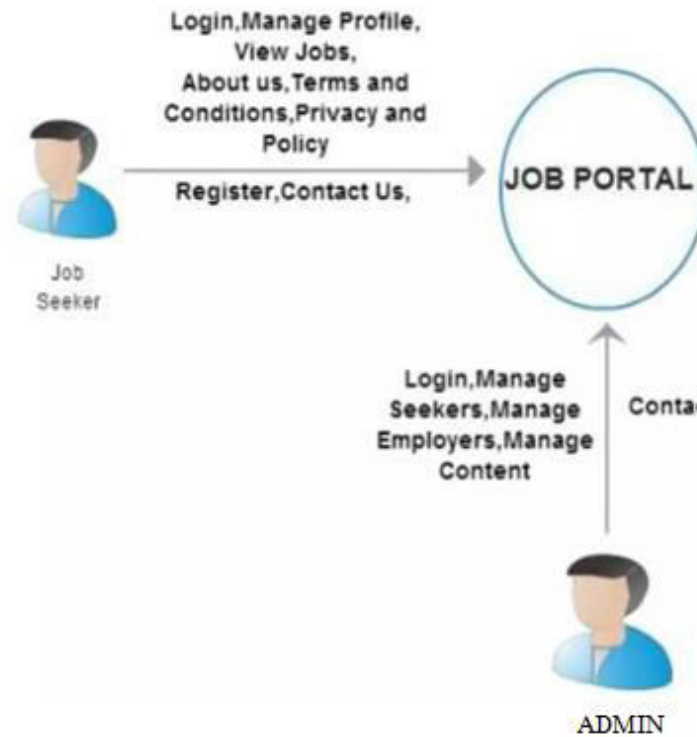 Login,Manage Profile,
View Jobs,
About us,Terms and
Conditions,Privacy and
Policy
Register,Contact Us,
Job
Seeker
JOB PORTAL
Login,Manage
Seekers,Manage
Employers,Manage
Content
ADMIN